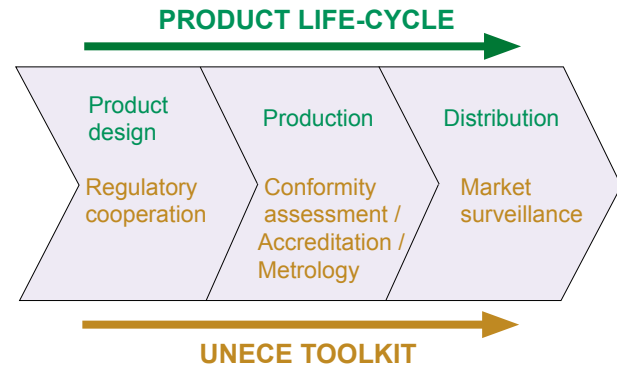 PRODUCT LIFE-CYCLE
Product
design
Regulatory
cooperation
Production
Conformity
assessment /
Accreditation /
Metrology
Distribution
Market
surveillance
UNECE TOOLKIT